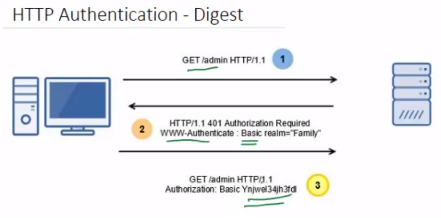 HTTP Authentication - Digest
GET /admin HTTP/1.1
1
HTTP/1.1 401 Authorization Required
2
WWW-Authenticate : Basic realm="Family"
GET /admin HTTP/1.1
Authorization: Basic Ynjwel34jh3fdl
3